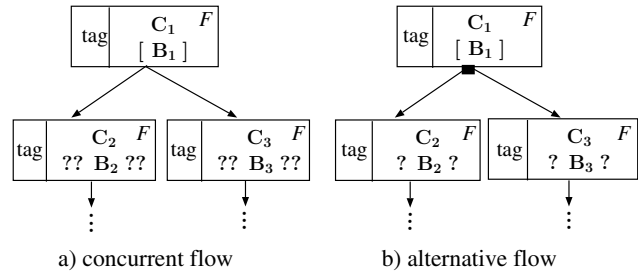 C₁ F C₁ F
tag [ B₁ ] tag [ B₁ ]
C₂ F C₃ F C₂ F C₃ F
tag ?? B₂ ?? tag ?? B₃ ?? tag ? B₂ ? tag ? B₃ ?
a) concurrent flow b) alternative flow